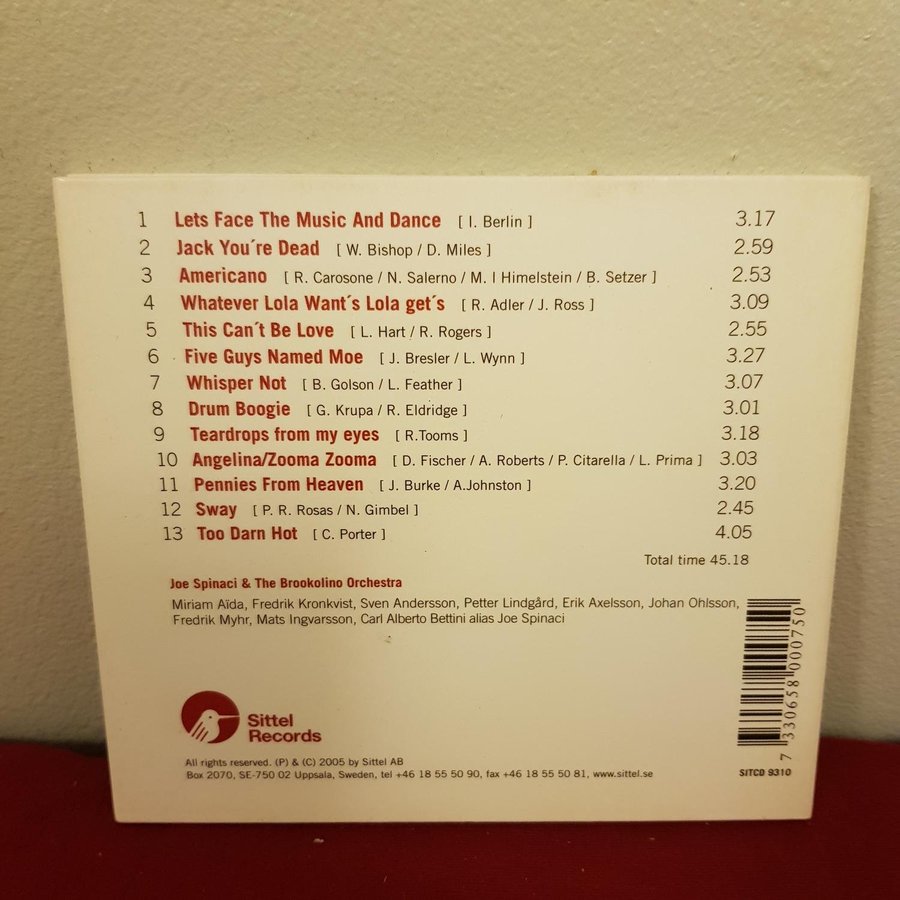 1 Lets Face The Music And Dance [ I. Berlin ] 3.17
2 Jack You´re Dead [ W. Bishop / D. Miles ] 2.59
3 Americano [ R. Carosone / N. Salerno / M. I Himelstein / B. Setzer ] 2.53
4 Whatever Lola Want´s Lola get´s [ R. Adler / J. Ross ] 3.09
5 This Can´t Be Love [ L. Hart / R. Rogers ] 2.55
6 Five Guys Named Moe [ J. Bresler / L. Wynn ] 3.27
7 Whisper Not [ B. Golson / L. Feather ] 3.07
8 Drum Boogie [ G. Krupa / R. Eldridge ] 3.01
9 Teardrops from my eyes [ R.Tooms ] 3.18
10 Angelina/Zooma Zooma [ D. Fischer / A. Roberts / P. Citarella / L. Prima ] 3.03
11 Pennies From Heaven [ J. Burke / A.Johnston ] 3.20
12 Sway [ P. R. Rosas / N. Gimbel ] 2.45
13 Too Darn Hot [ C. Porter ] 4.05
Total time 45.18
Joe Spinaci & The Brookolino Orchestra
Miriam Aïda, Fredrik Kronkvist, Sven Andersson, Petter Lindgård, Erik Axelsson, Johan Ohlsson,
Fredrik Myhr, Mats Ingvarsson, Carl Alberto Bettini alias Joe Spinaci
Sittel
Records
All rights reserved. (P) & (C) 2005 by Sittel AB
Box 2070, SE-750 02 Uppsala, Sweden, tel +46 18 55 50 90, fax +46 18 55 50 81, www.sittel.se
7 330658 000750
SITCD 9310